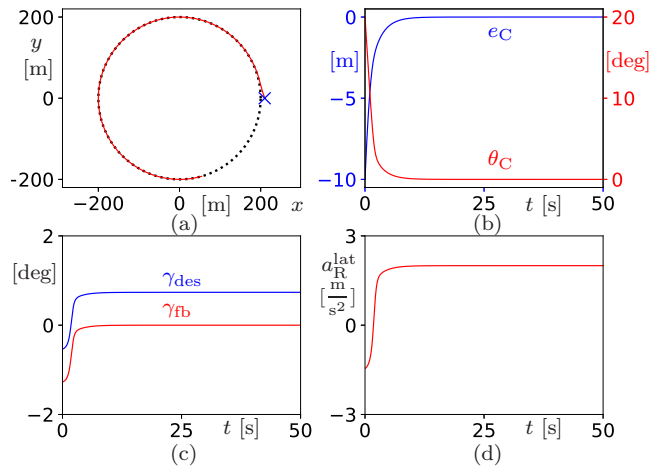 200
y
[m]
0
-200
−200
0
[m]
200
x
(a)
0
[m]
−5
−10
e_C
θ_C
20
[deg]
10
0
0
25
t [s]
50
(b)
2
[deg]
0
−2
γ_des
γ_fb
0
25
t [s]
50
(c)
3
a_R^lat
[m/s²]
0
−3
0
25
t [s]
50
(d)